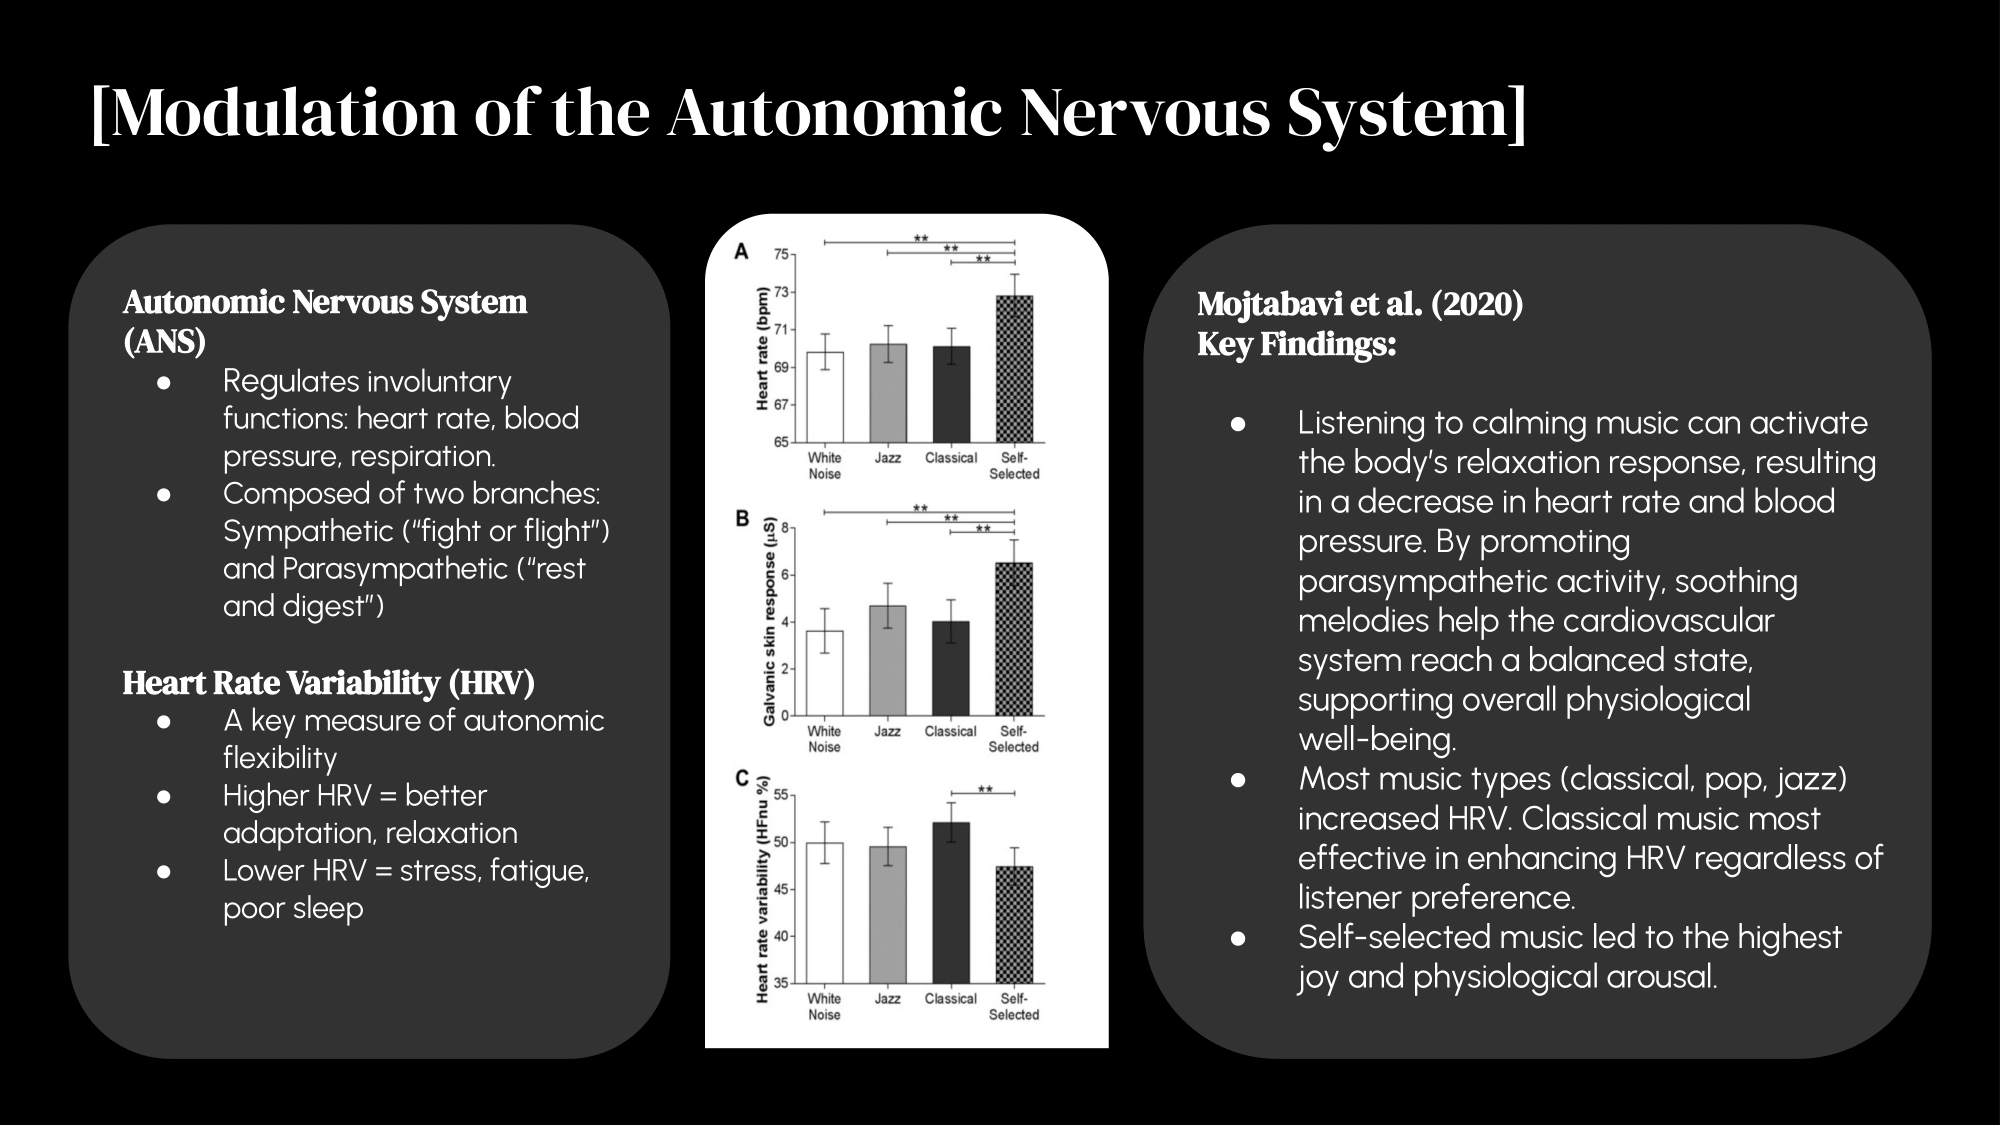 [Modulation of the Autonomic Nervous System]
Autonomic Nervous System
(ANS)
● Regulates involuntary
functions: heart rate, blood
pressure, respiration.
● Composed of two branches:
Sympathetic (“fight or flight”)
and Parasympathetic (“rest
and digest”)
Heart Rate Variability (HRV)
● A key measure of autonomic
flexibility
● Higher HRV = better
adaptation, relaxation
● Lower HRV = stress, fatigue,
poor sleep
A
Heart rate (bpm)
75
73
71
69
67
65
**
**
**
White
Noise
Jazz
Classical
Self-
Selected
B
Galvanic skin response (µS)
8
6
4
2
0
**
**
**
White
Noise
Jazz
Classical
Self-
Selected
C
Heart rate variability (HFnu %)
55
50
45
40
35
**
White
Noise
Jazz
Classical
Self-
Selected
Mojtabavi et al. (2020)
Key Findings:
● Listening to calming music can activate
the body’s relaxation response, resulting
in a decrease in heart rate and blood
pressure. By promoting
parasympathetic activity, soothing
melodies help the cardiovascular
system reach a balanced state,
supporting overall physiological
well-being.
● Most music types (classical, pop, jazz)
increased HRV. Classical music most
effective in enhancing HRV regardless of
listener preference.
● Self-selected music led to the highest
joy and physiological arousal.